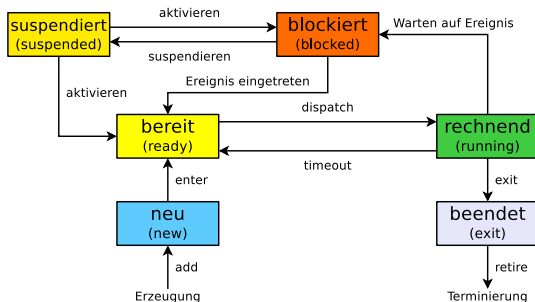 aktivieren
suspendiert
(suspended)
blockiert
(blocked)
Warten auf Ereignis
suspendieren
Ereignis eingetreten
aktivieren
dispatch
bereit
(ready)
rechnend
(running)
timeout
enter
exit
neu
(new)
beendet
(exit)
add
retire
Erzeugung
Terminierung